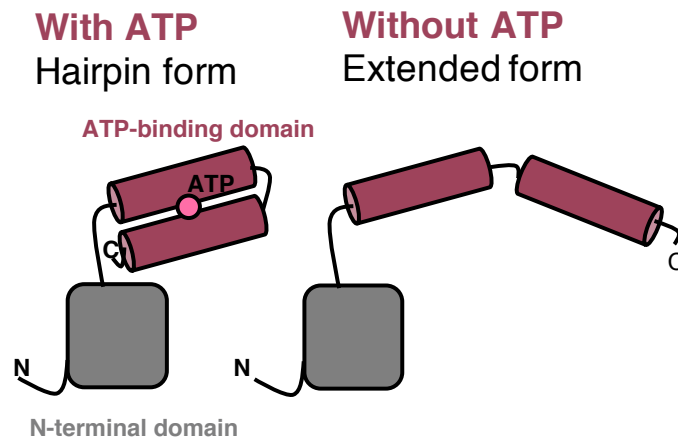 With ATP
Hairpin form
Without ATP
Extended form
ATP-binding domain
ATP
C
C
N
N
N-terminal domain